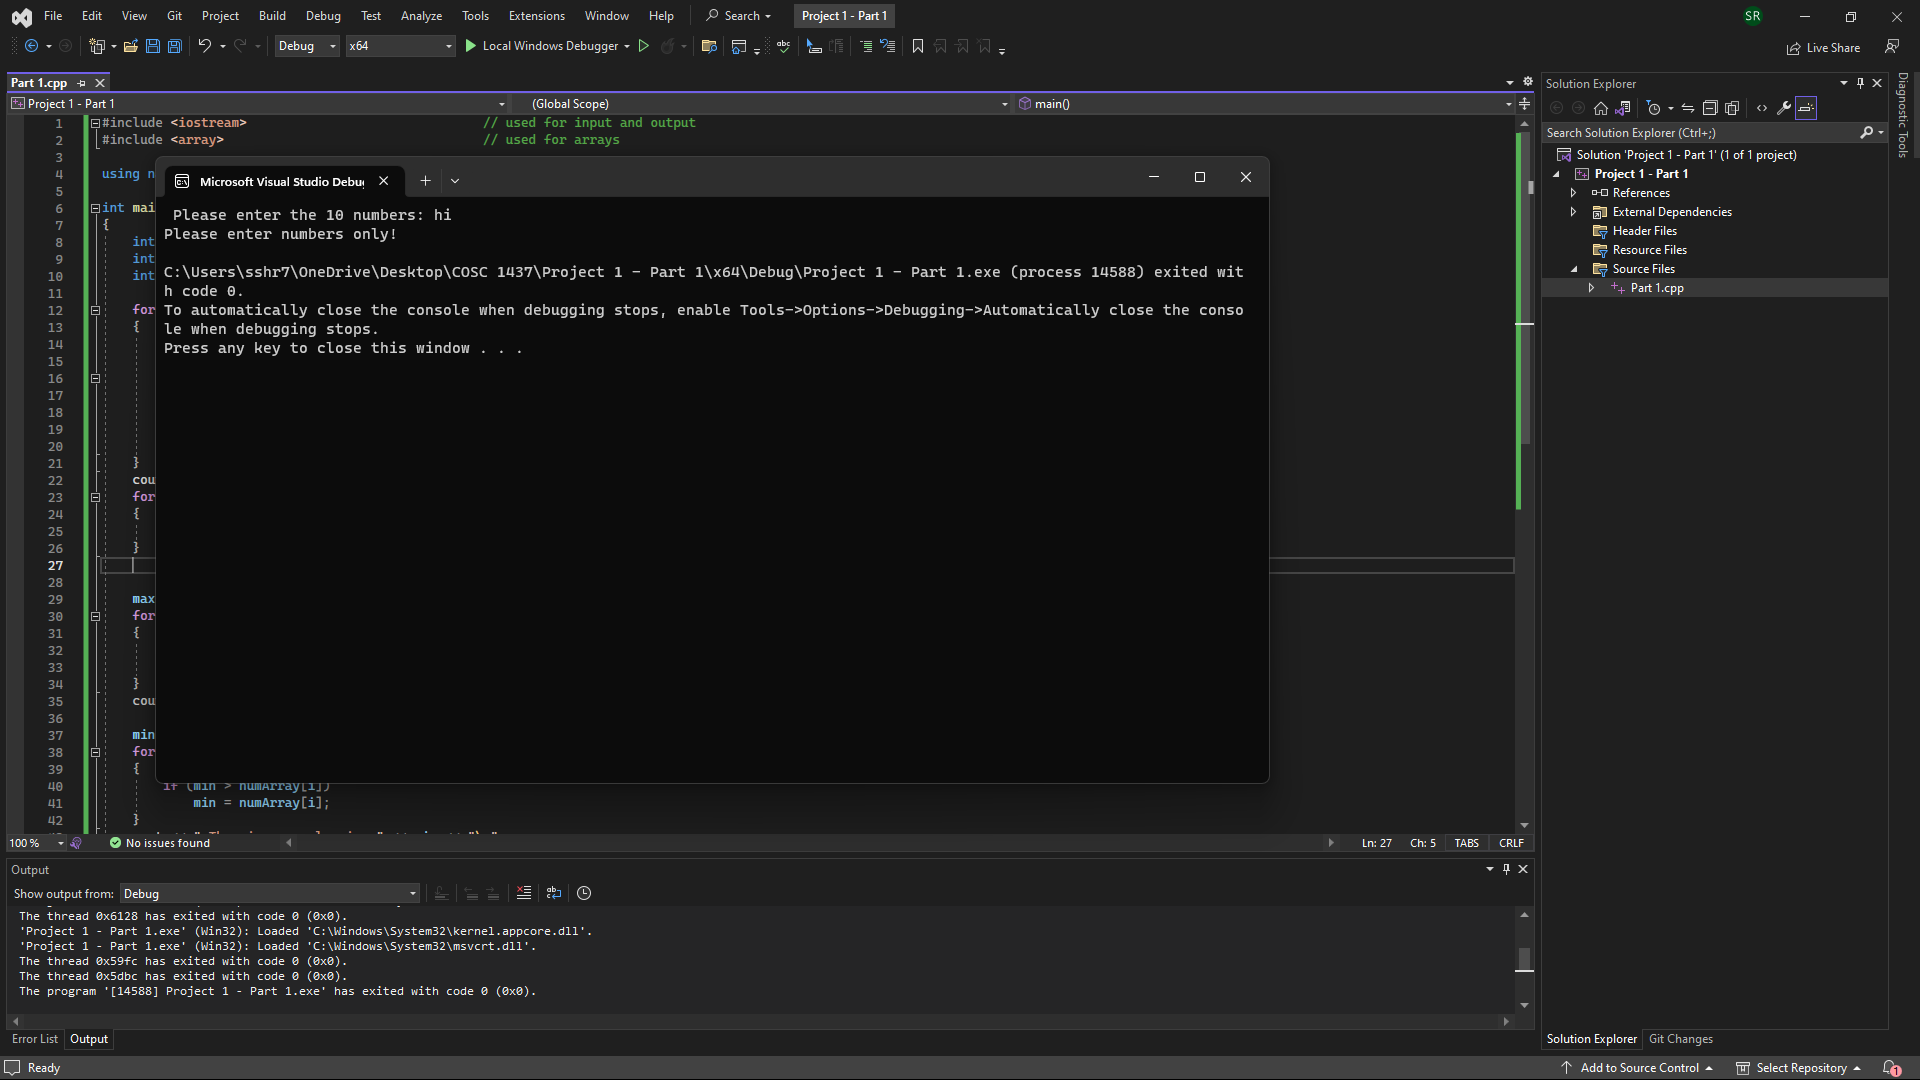 File Edit View Git Project Build Debug Test Analyze Tools Extensions Window Help Search Project 1 - Part 1 SR
Debug x64 Local Windows Debugger Live Share
Part 1.cpp
Project 1 - Part 1 (Global Scope) main()
1 #include <iostream> // used for input and output
2 #include <array> // used for arrays
3
4 using n
5
6 int mai
7 {
8 int
9 int
10 int
11
12 for
13 {
14
15
16
17
18
19
20
21 }
22 cou
23 for
24 {
25
26 }
27
28
29 max
30 for
31 {
32
33
34 }
35 cou
36
37 min
38 for
39 {
40 if (min > numArray[i])
41 min = numArray[i];
42 }
Microsoft Visual Studio Debug
Please enter the 10 numbers: hi
Please enter numbers only!
C:\Users\sshr7\OneDrive\Desktop\COSC 1437\Project 1 - Part 1\x64\Debug\Project 1 - Part 1.exe (process 14588) exited wit
h code 0.
To automatically close the console when debugging stops, enable Tools->Options->Debugging->Automatically close the conso
le when debugging stops.
Press any key to close this window . . .
100 % No issues found Ln: 27 Ch: 5 TABS CRLF
Output
Show output from: Debug
The thread 0x6128 has exited with code 0 (0x0).
'Project 1 - Part 1.exe' (Win32): Loaded 'C:\Windows\System32\kernel.appcore.dll'.
'Project 1 - Part 1.exe' (Win32): Loaded 'C:\Windows\System32\msvcrt.dll'.
The thread 0x59fc has exited with code 0 (0x0).
The thread 0x5dbc has exited with code 0 (0x0).
The program '[14588] Project 1 - Part 1.exe' has exited with code 0 (0x0).
Error List Output
Solution Explorer
Search Solution Explorer (Ctrl+;)
Solution 'Project 1 - Part 1' (1 of 1 project)
Project 1 - Part 1
References
External Dependencies
Header Files
Resource Files
Source Files
Part 1.cpp
Solution Explorer Git Changes
Diagnostic Tools
Ready Add to Source Control Select Repository 1